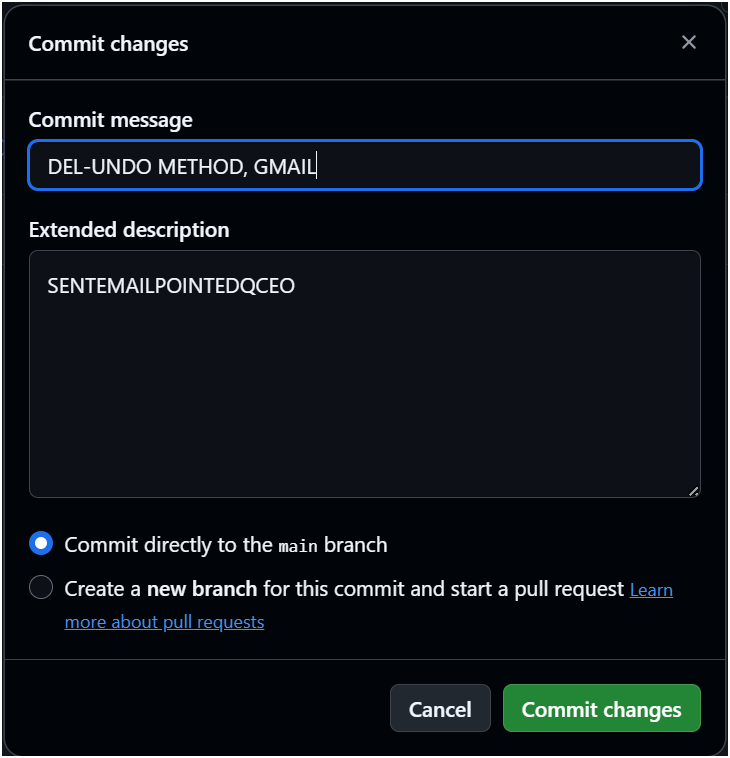 Commit changes
Commit message
DEL-UNDO METHOD, GMAIL
Extended description
SENTEMAILPOINTEDQCEO
Commit directly to the main branch
Create a new branch for this commit and start a pull request Learn
more about pull requests
Cancel
Commit changes